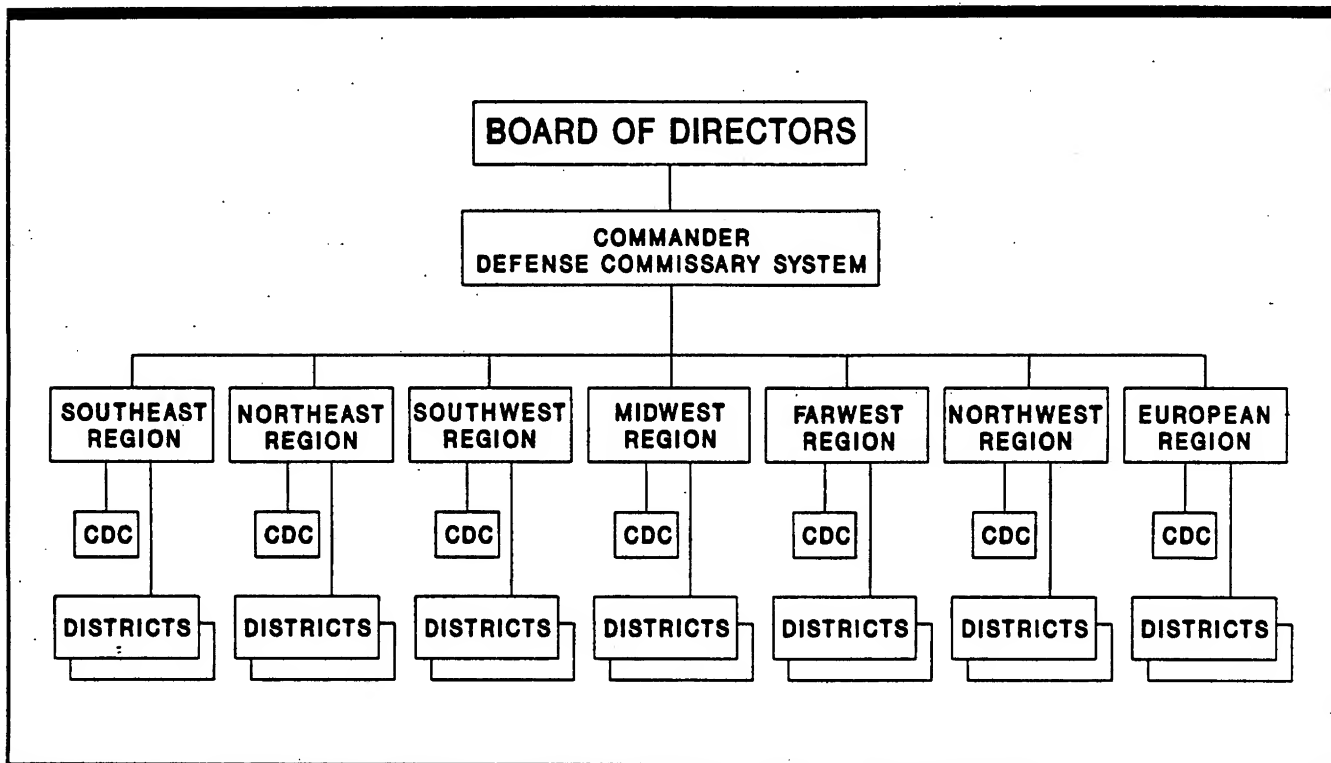 BOARD OF DIRECTORS
COMMANDER
DEFENSE COMMISSARY SYSTEM
SOUTHEAST
REGION
NORTHEAST
REGION
SOUTHWEST
REGION
MIDWEST
REGION
FARWEST
REGION
NORTHWEST
REGION
EUROPEAN
REGION
CDC
CDC
CDC
CDC
CDC
CDC
CDC
DISTRICTS
DISTRICTS
DISTRICTS
DISTRICTS
DISTRICTS
DISTRICTS
DISTRICTS